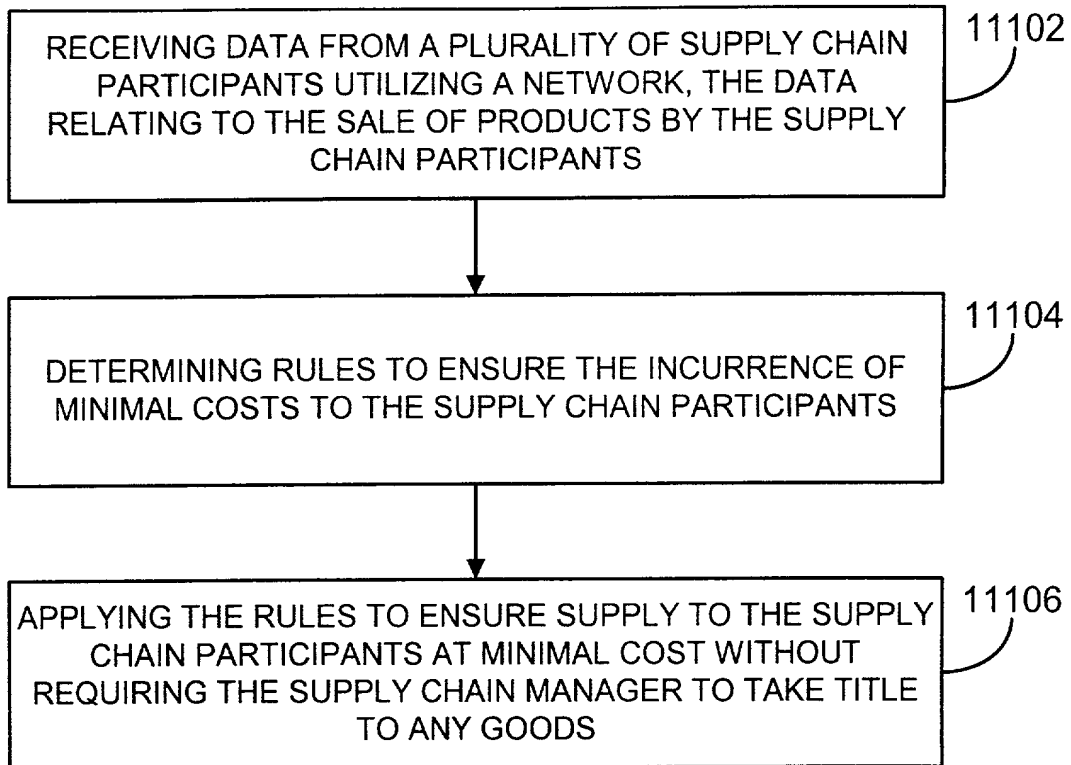 RECEIVING DATA FROM A PLURALITY OF SUPPLY CHAIN
PARTICIPANTS UTILIZING A NETWORK, THE DATA
RELATING TO THE SALE OF PRODUCTS BY THE SUPPLY
CHAIN PARTICIPANTS
11102
DETERMINING RULES TO ENSURE THE INCURRENCE OF
MINIMAL COSTS TO THE SUPPLY CHAIN PARTICIPANTS
11104
APPLYING THE RULES TO ENSURE SUPPLY TO THE SUPPLY
CHAIN PARTICIPANTS AT MINIMAL COST WITHOUT
REQUIRING THE SUPPLY CHAIN MANAGER TO TAKE TITLE
TO ANY GOODS
11106